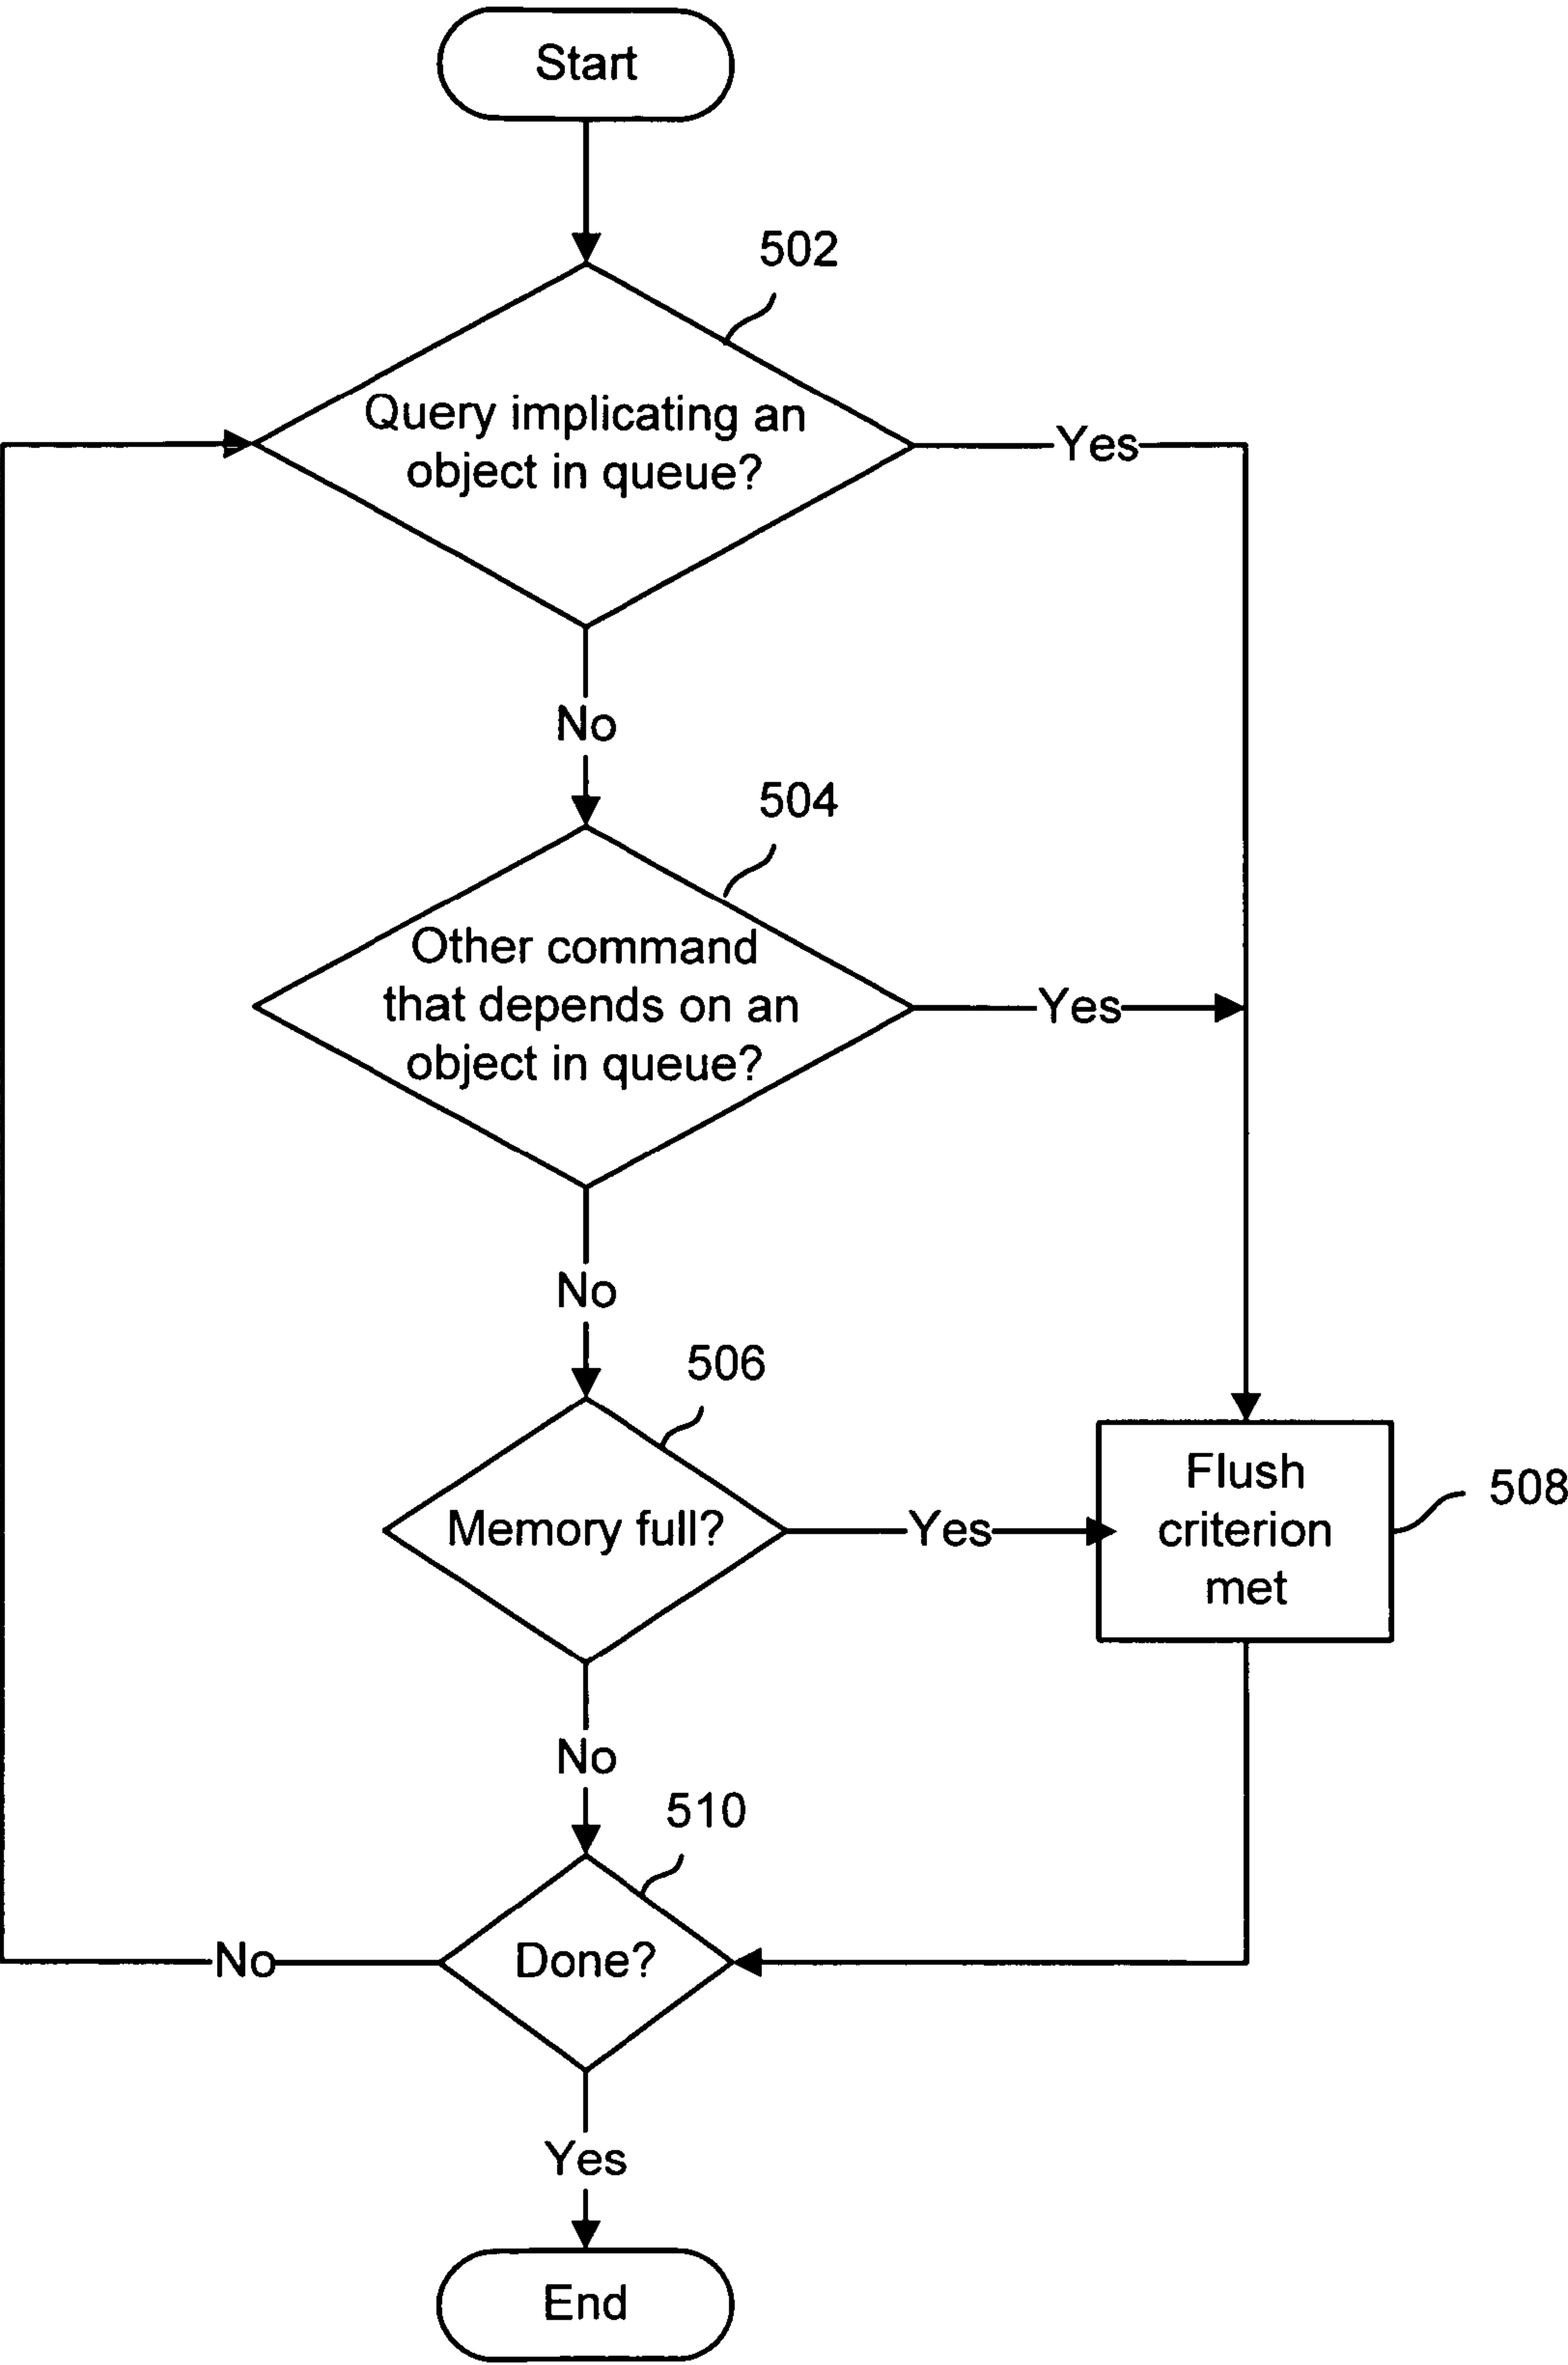 Start
502
Query implicating an
object in queue?
Yes
No
504
Other command
that depends on an
object in queue?
Yes
No
506
Memory full?
Yes
Flush
criterion
met
508
No
510
Done?
No
Yes
End